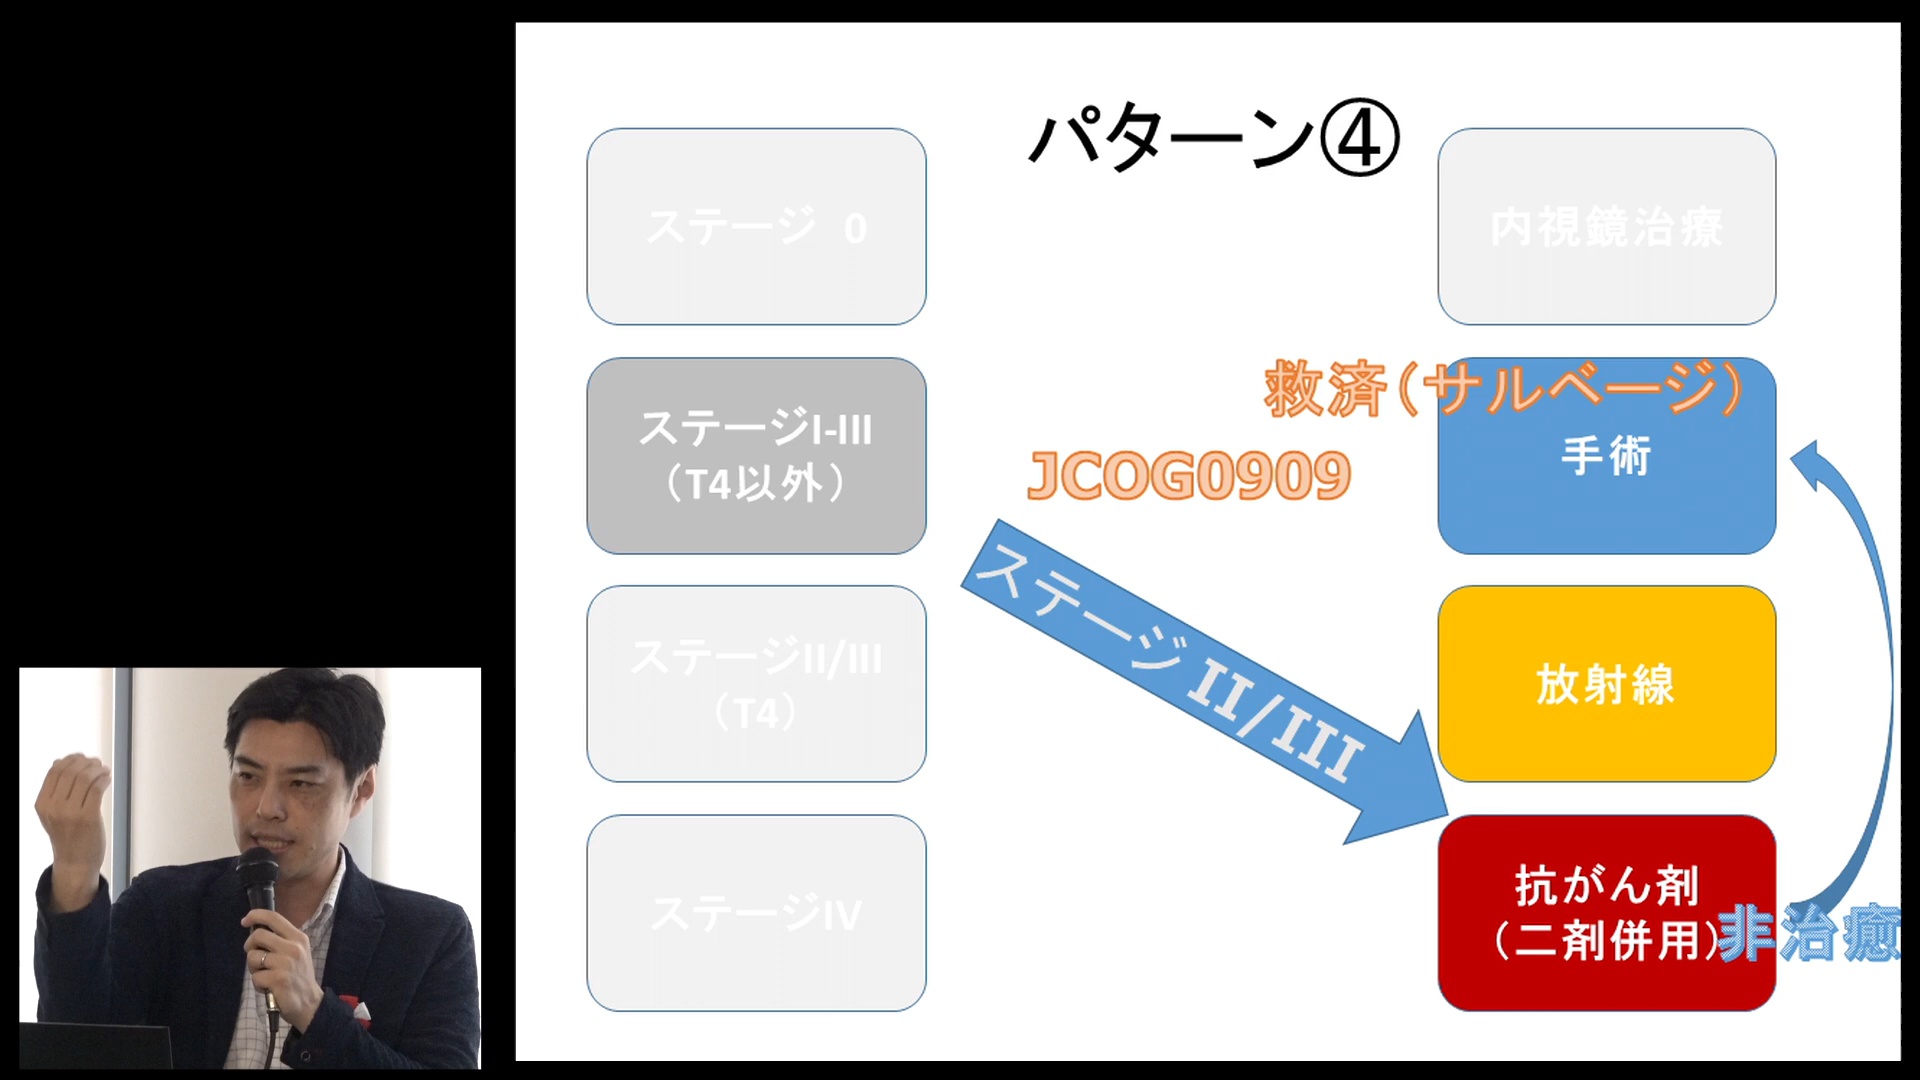 パターン④
ステージ 0
内視鏡治療
救済（サルベージ）
ステージI-III
（T4以外）
手術
JCOG0909
ステージ II/III
ステージII/III
（T4）
放射線
ステージIV
抗がん剤
（二剤併用）
非治癒